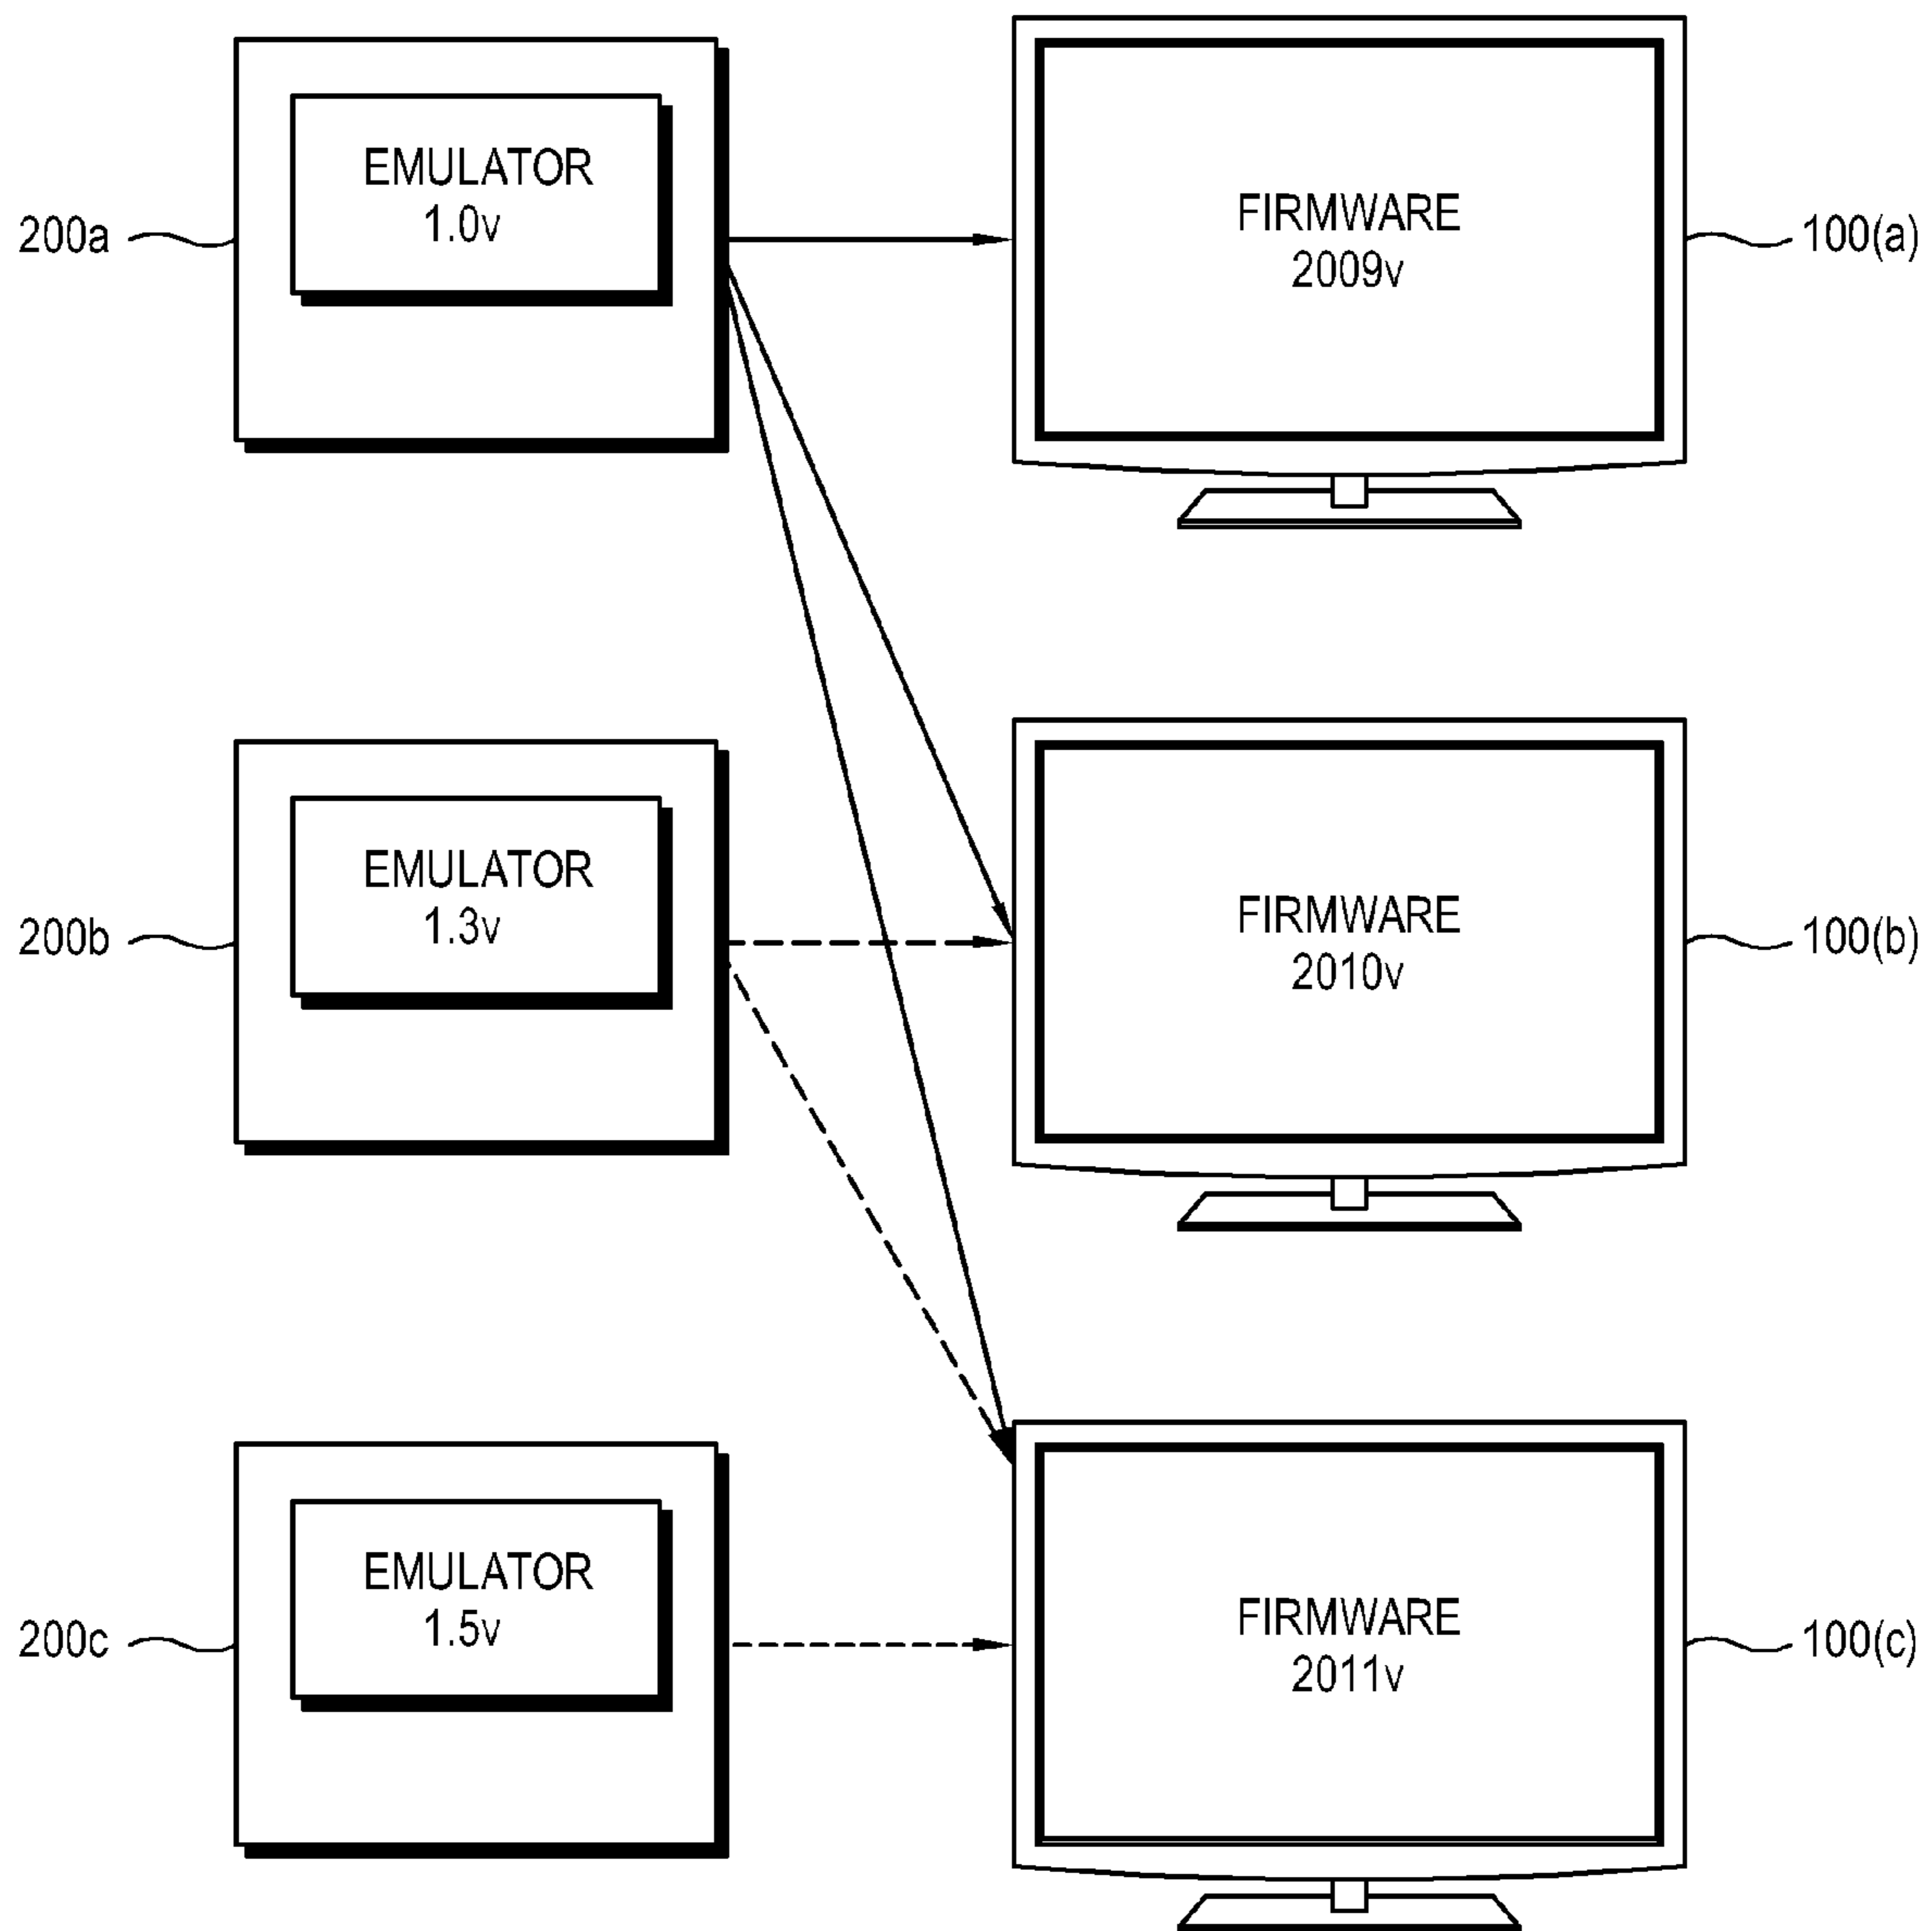 EMULATOR
1.0v
200a
FIRMWARE
2009v
100(a)
EMULATOR
1.3v
200b
FIRMWARE
2010v
100(b)
EMULATOR
1.5v
200c
FIRMWARE
2011v
100(c)